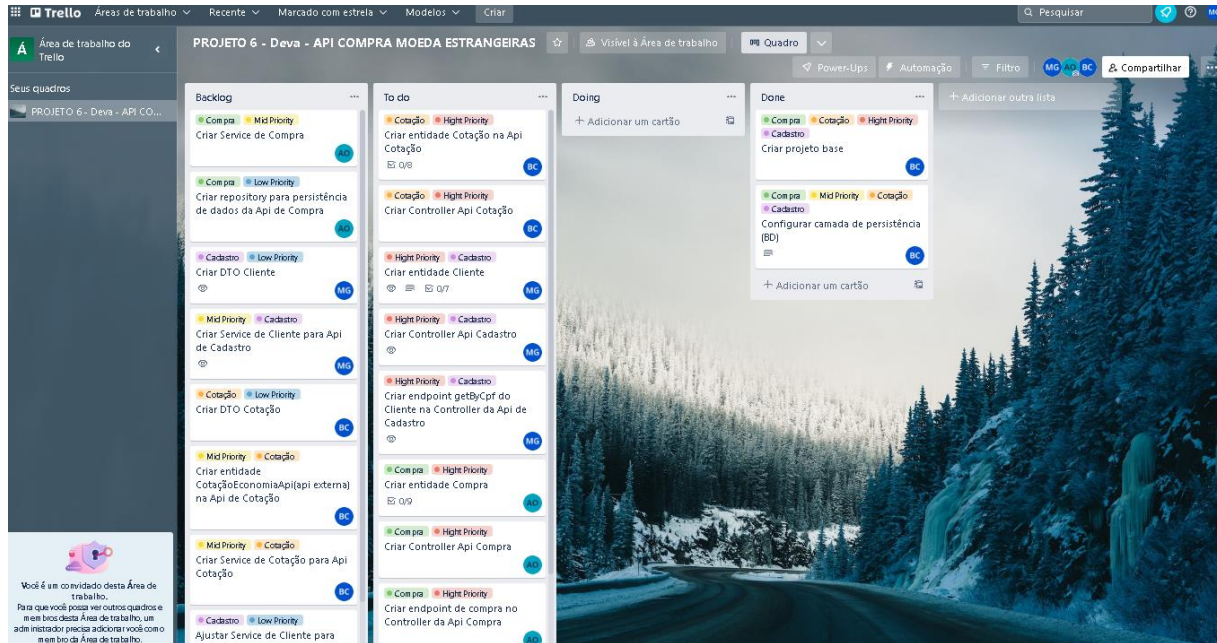 Trello Áreas de trabalho Recente Marcado com estrela Modelos Criar Pesquisar
Á Área de trabalho do Trello
PROJETO 6 - Deva - API COMPRA MOEDA ESTRANGEIRAS Visível à Área de trabalho Quadro
Power-Ups Automação Filtro MG AO BC Compartilhar
Seus quadros
PROJETO 6 - Deva - API CO...
Backlog
Compra Mid Priority
Criar Service de Compra
AO
Compra Low Priority
Criar repository para persistência
de dados da Api de Compra
AO
Cadastro Low Priority
Criar DTO Cliente
MG
Mid Priority Cadastro
Criar Service de Cliente para Api
de Cadastro
MG
Cotação Low Priority
Criar DTO Cotação
BC
Mid Priority Cotação
Criar entidade
CotaçãoEconomiaApi(api externa)
na Api de Cotação
BC
Mid Priority Cotação
Criar Service de Cotação para Api
Cotação
BC
Cadastro Low Priority
Ajustar Service de Cliente para
To do
Cotação Hight Priority
Criar entidade Cotação na Api
Cotação
0/8
BC
Cotação Hight Priority
Criar Controller Api Cotação
BC
Hight Priority Cadastro
Criar entidade Cliente
0/7
MG
Hight Priority Cadastro
Criar Controller Api Cadastro
MG
Hight Priority Cadastro
Criar endpoint getByCpf do
Cliente na Controller da Api de
Cadastro
MG
Compra Hight Priority
Criar entidade Compra
0/9
AO
Compra Hight Priority
Criar Controller Api Compra
AO
Compra Hight Priority
Criar endpoint de compra no
Controller da Api Compra
AO
Doing
+ Adicionar um cartão
Done
Compra Cotação Hight Priority
Cadastro
Criar projeto base
BC
Compra Mid Priority Cotação
Cadastro
Configurar camada de persistência
(BD)
BC
+ Adicionar um cartão
+ Adicionar outra lista
Você é um convidado desta Área de
trabalho.
Para que você possa ver outros quadros e
membros desta Área de trabalho, um
administrador precisa adicionar você como
membro da Área de trabalho.